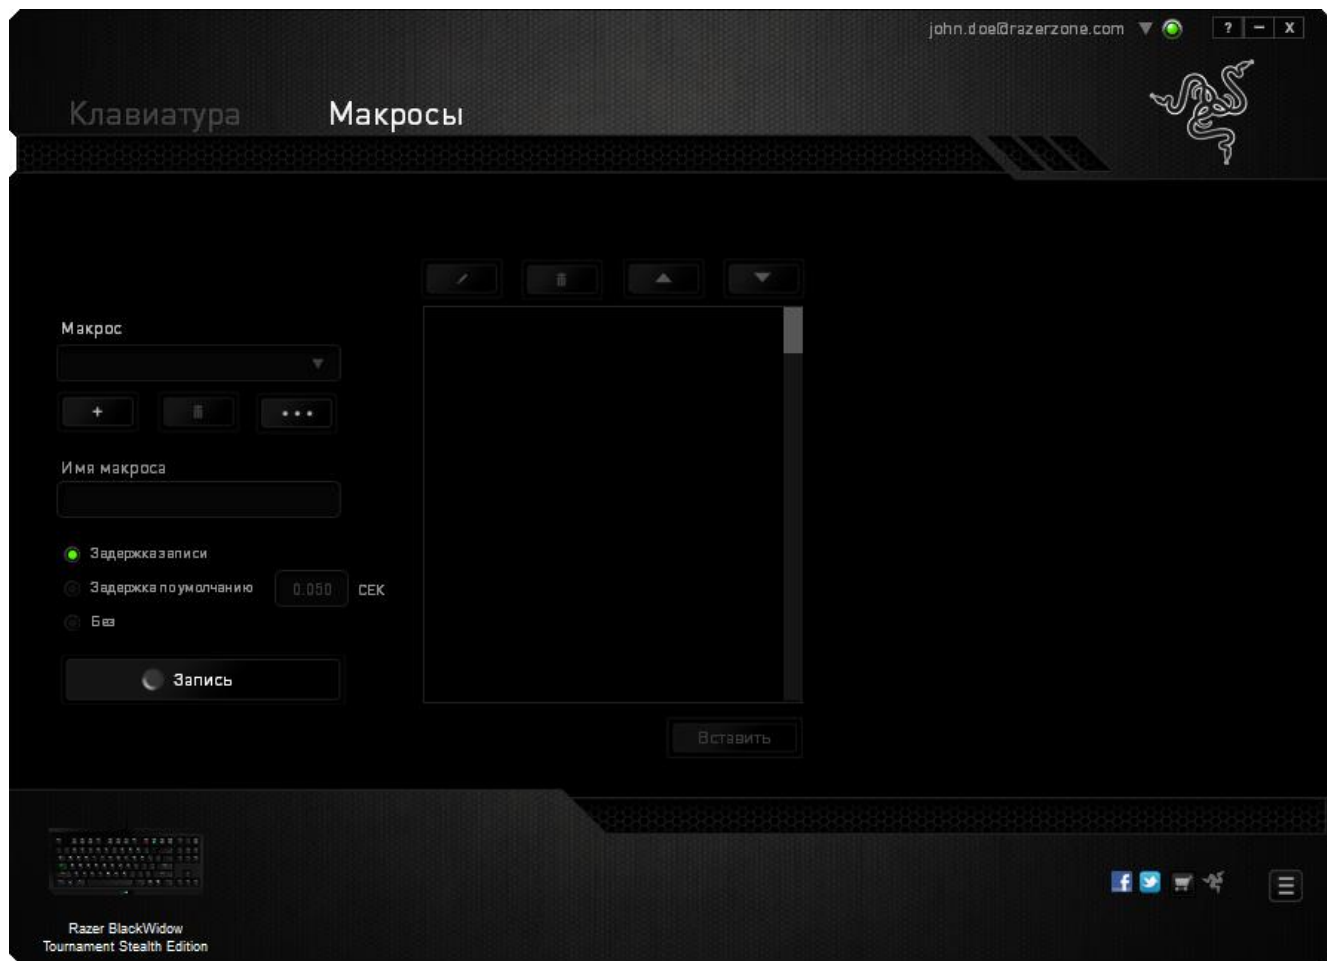 john.doe@razerzone.com
? − X
Клавиатура Макросы
Макрос
+
Имя макроса
Задержка записи
Задержка по умолчанию 0.050 СЕК
Без
Запись
Вставить
Razer BlackWidow
Tournament Stealth Edition